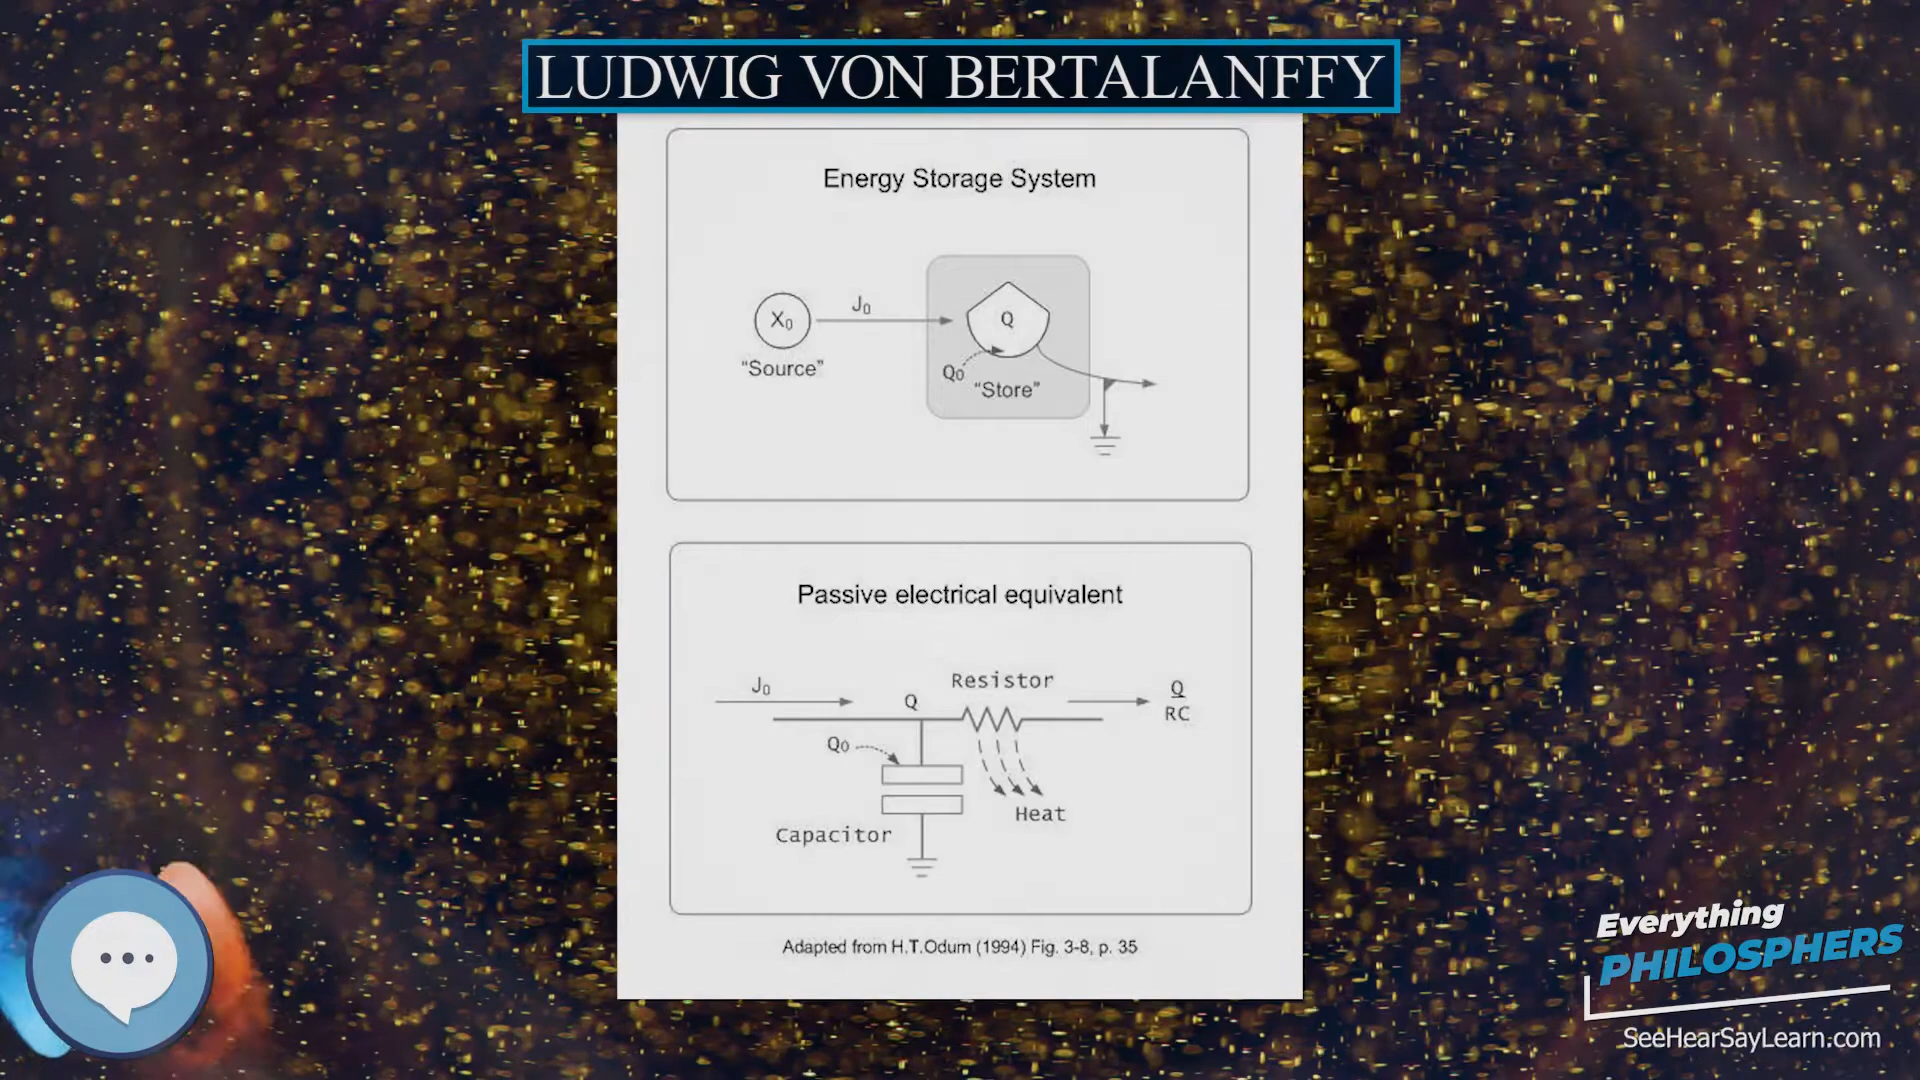 LUDWIG VON BERTALANFFY
Energy Storage System
X0
J0
Q
Q0
“Source”
“Store”
Passive electrical equivalent
J0
Q
Resistor
Q
RC
Q0
Heat
Capacitor
Adapted from H.T.Odum (1994) Fig. 3-8, p. 35
Everything
PHILOSPHERS
SeeHearSayLearn.com